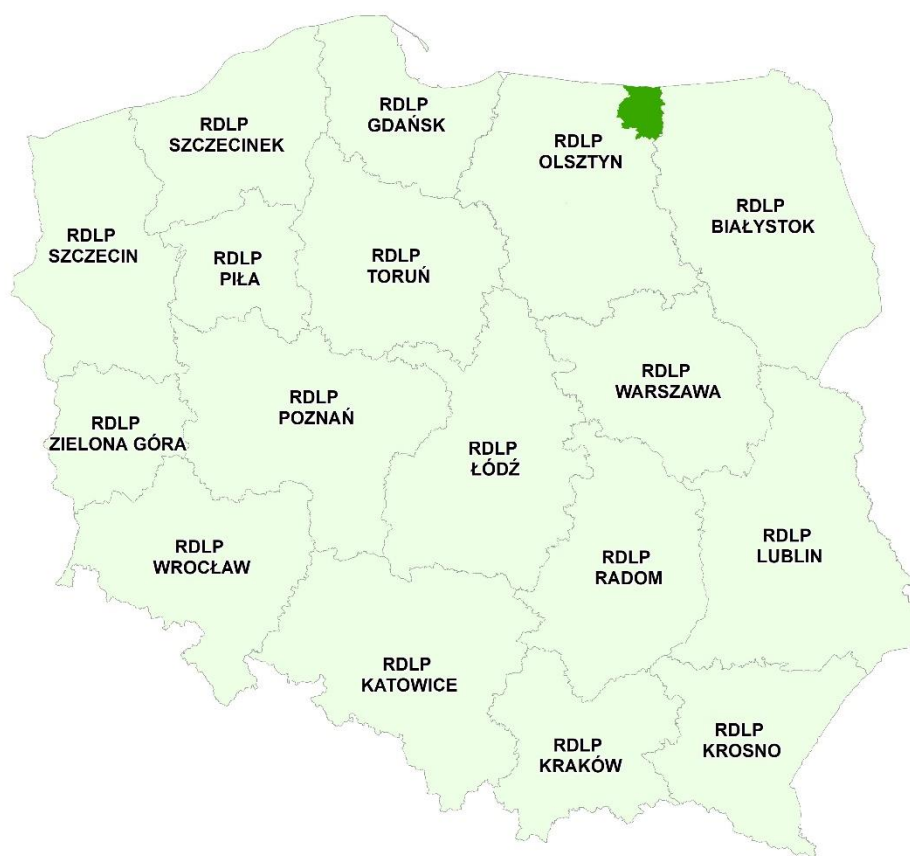 RDLP
SZCZECINEK
RDLP
GDAŃSK
RDLP
OLSZTYN
RDLP
BIAŁYSTOK
RDLP
SZCZECIN
RDLP
PIŁA
RDLP
TORUŃ
RDLP
WARSZAWA
RDLP
ZIELONA GÓRA
RDLP
POZNAŃ
RDLP
ŁÓDŹ
RDLP
WROCŁAW
RDLP
RADOM
RDLP
LUBLIN
RDLP
KATOWICE
RDLP
KRAKÓW
RDLP
KROSNO